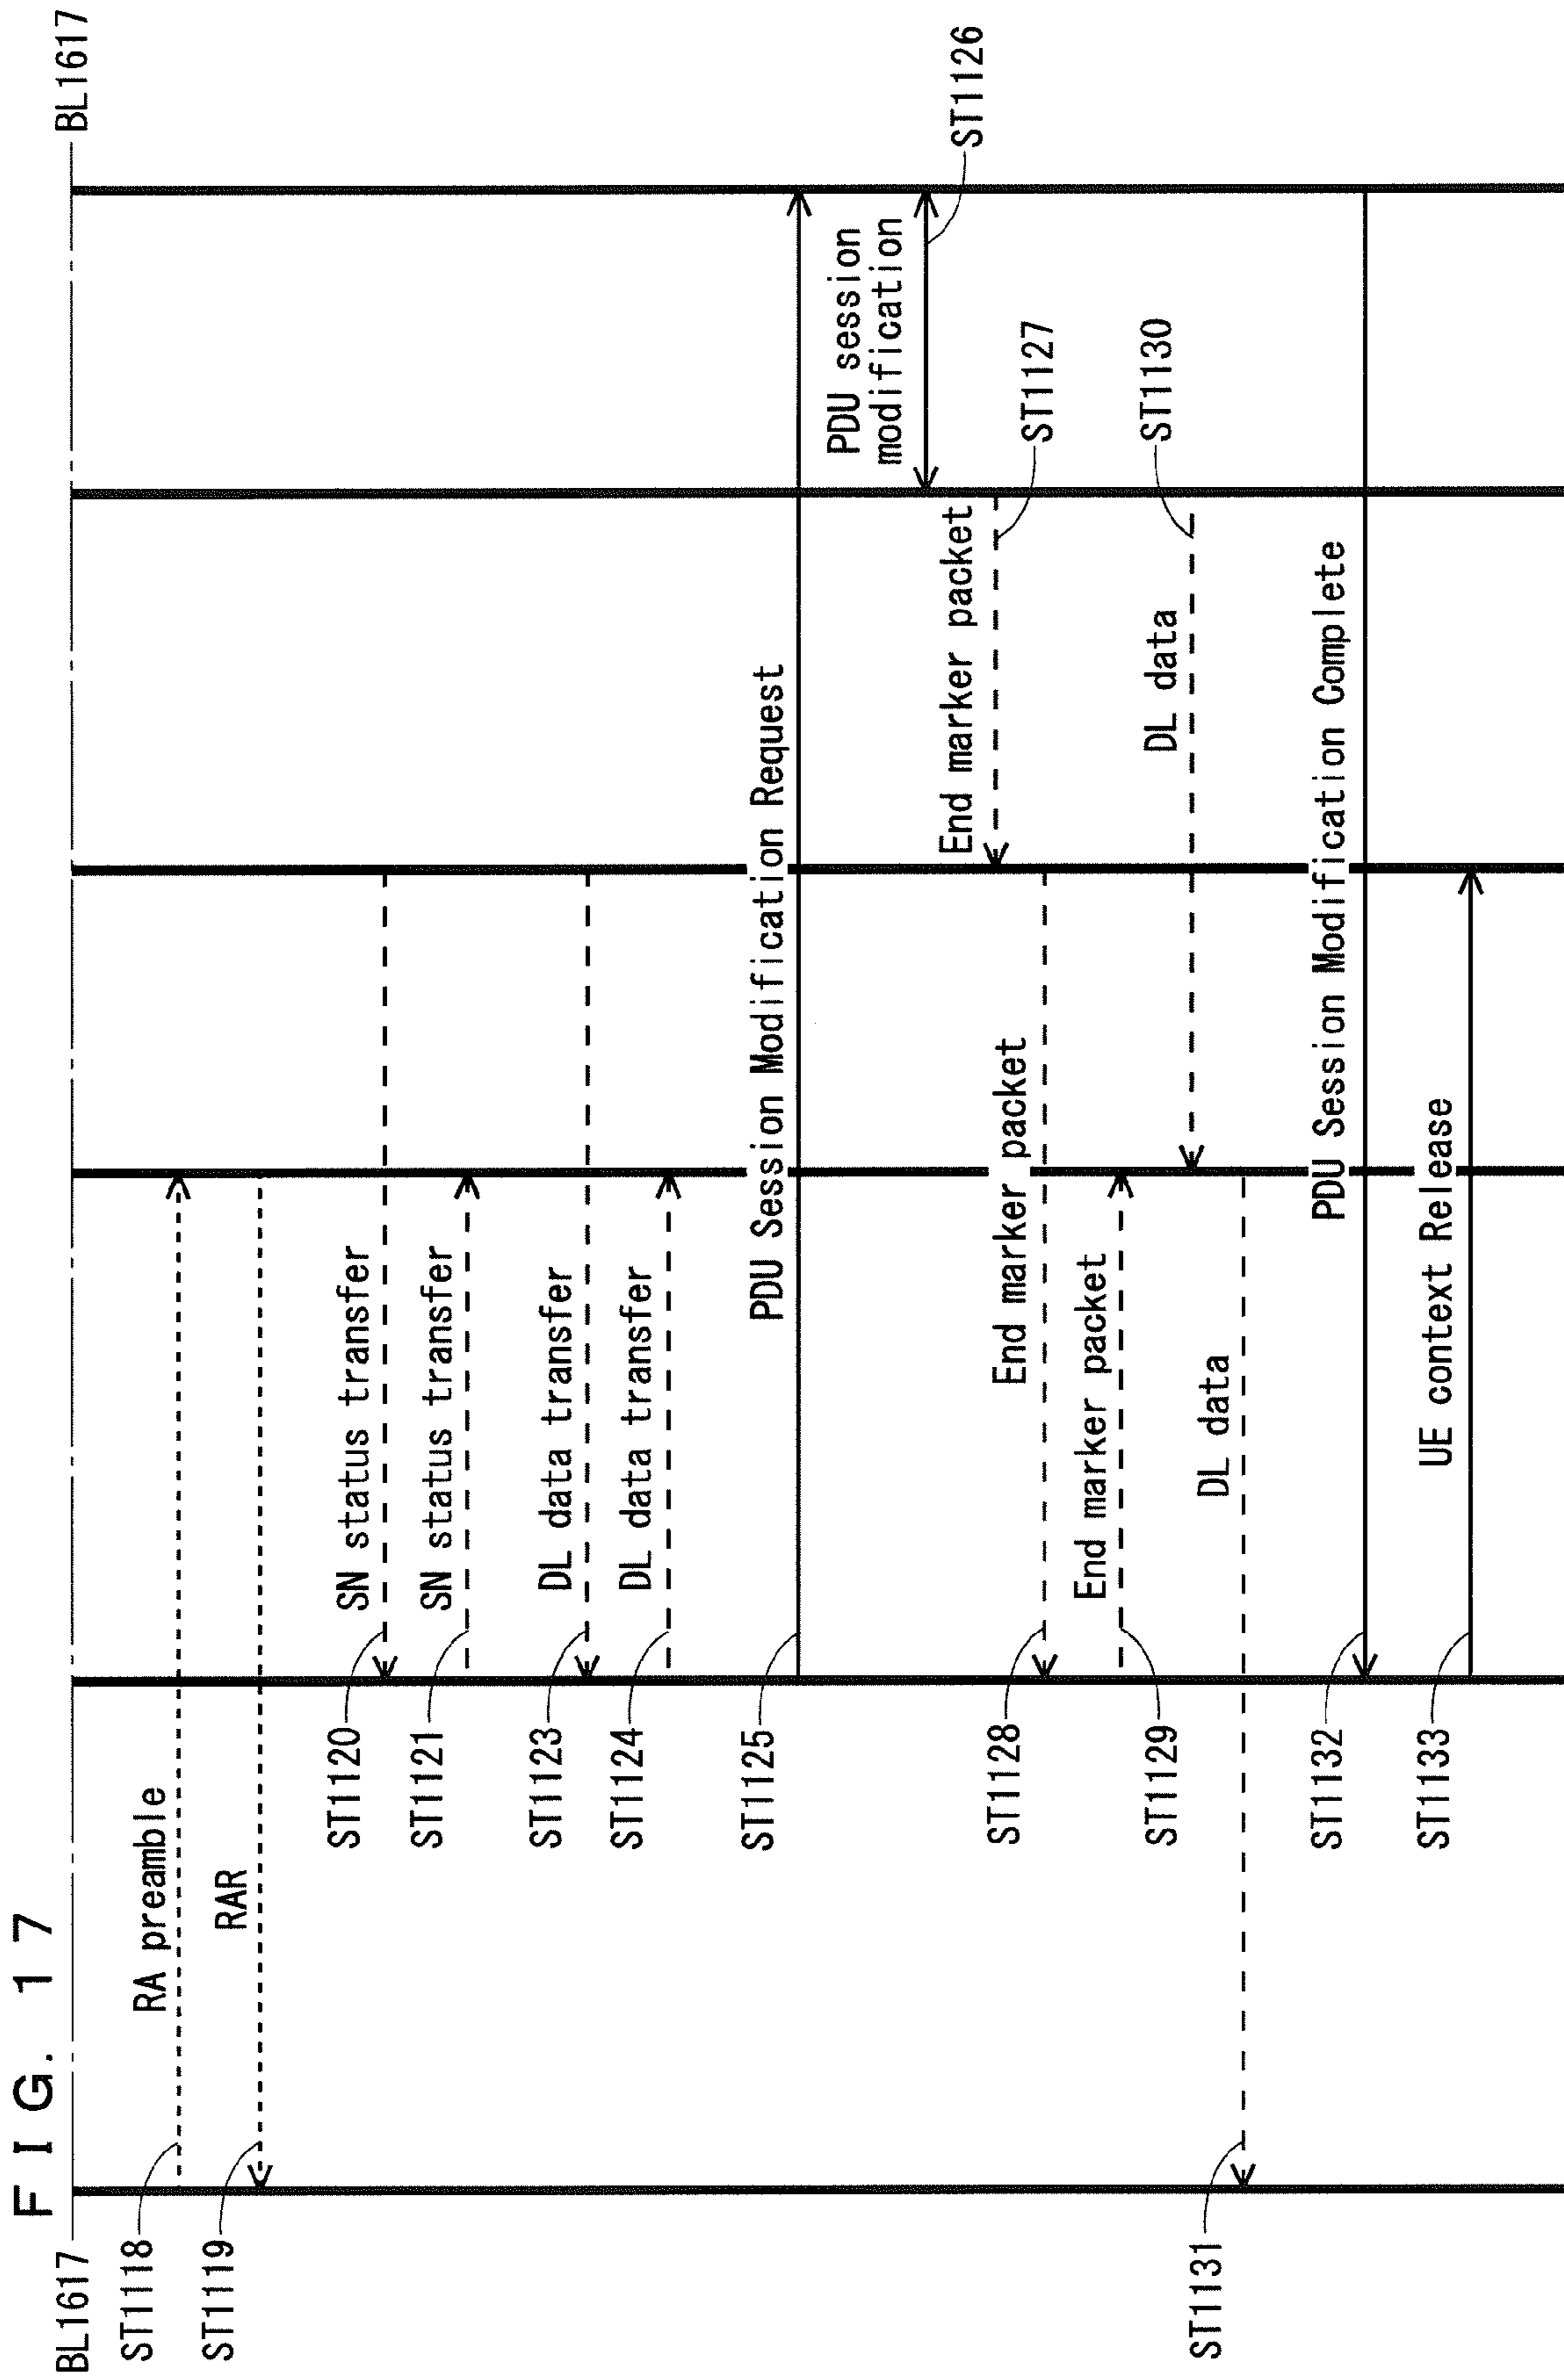 FIG. 17
BL1617
BL1617
ST1118
RA preamble
ST1119
RAR
ST1120
SN status transfer
ST1121
SN status transfer
ST1123
DL data transfer
ST1124
DL data transfer
ST1125
PDU Session Modification Request
PDU session
modification
ST1126
End marker packet
ST1127
ST1128
End marker packet
ST1129
End marker packet
DL data
ST1130
ST1131
DL data
ST1132
PDU Session Modification Complete
ST1133
UE context Release